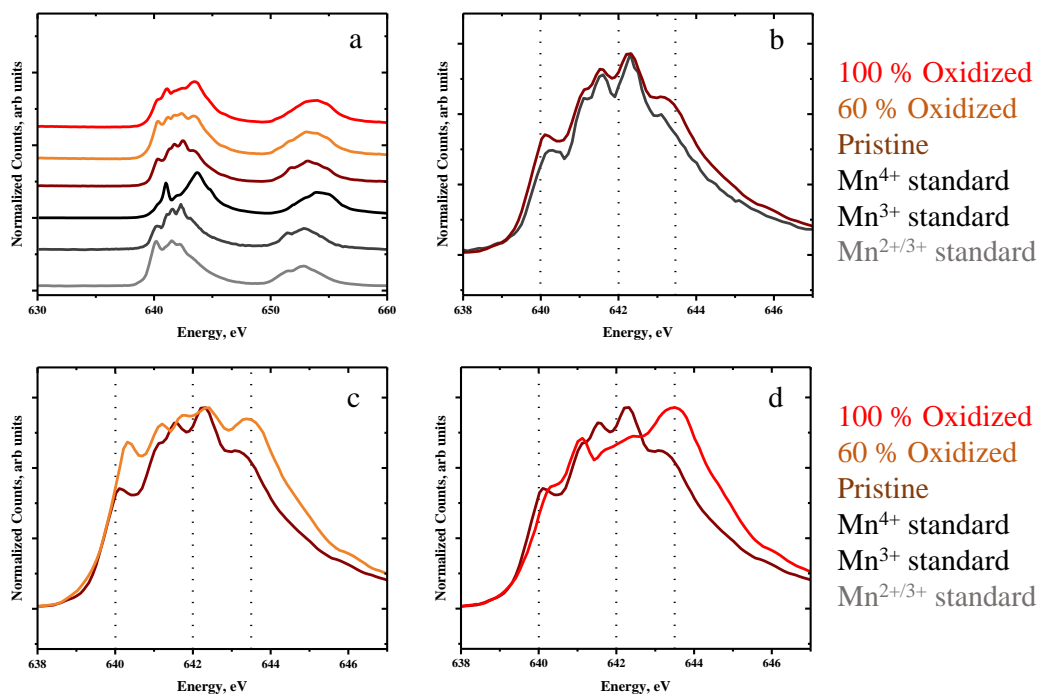 a
Normalized Counts, arb units
630
640
650
660
Energy, eV
b
Normalized Counts, arb units
638
640
642
644
646
Energy, eV
100 % Oxidized
60 % Oxidized
Pristine
Mn⁴⁺ standard
Mn³⁺ standard
Mn²⁺/³⁺ standard
c
Normalized Counts, arb units
638
640
642
644
646
Energy, eV
d
Normalized Counts, arb units
638
640
642
644
646
Energy, eV
100 % Oxidized
60 % Oxidized
Pristine
Mn⁴⁺ standard
Mn³⁺ standard
Mn²⁺/³⁺ standard